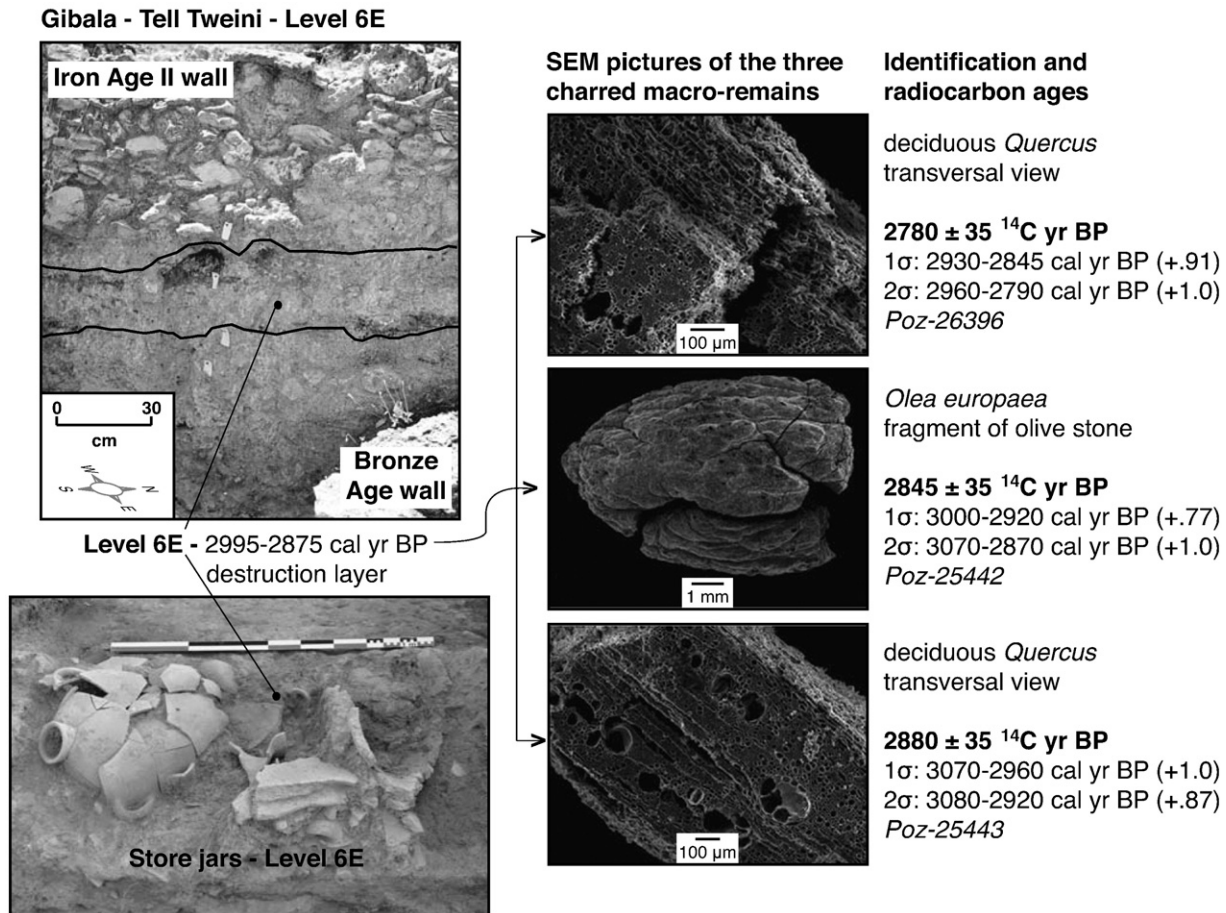 Gibala - Tell Tweini - Level 6E
Iron Age II wall
0 30
cm
W
N
S
E
Bronze
Age wall
Level 6E - 2995-2875 cal yr BP
destruction layer
Store jars - Level 6E
SEM pictures of the three
charred macro-remains
100 µm
1 mm
100 µm
Identification and
radiocarbon ages
deciduous Quercus
transversal view
2780 ± 35 ¹⁴C yr BP
1σ: 2930-2845 cal yr BP (+.91)
2σ: 2960-2790 cal yr BP (+1.0)
Poz-26396
Olea europaea
fragment of olive stone
2845 ± 35 ¹⁴C yr BP
1σ: 3000-2920 cal yr BP (+.77)
2σ: 3070-2870 cal yr BP (+1.0)
Poz-25442
deciduous Quercus
transversal view
2880 ± 35 ¹⁴C yr BP
1σ: 3070-2960 cal yr BP (+1.0)
2σ: 3080-2920 cal yr BP (+.87)
Poz-25443